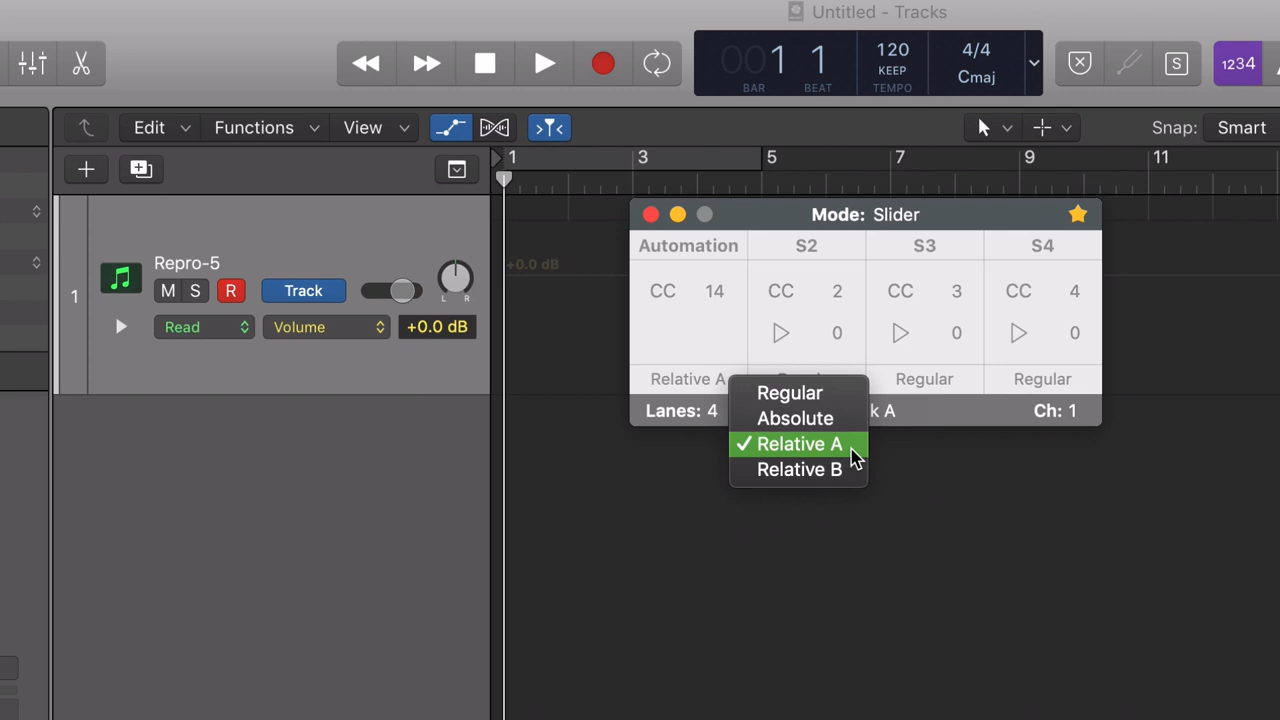 Untitled - Tracks
001 1
BAR BEAT
120
KEEP
TEMPO
4/4
Cmaj
S
1234
Edit Functions View
Snap: Smart
1 3 5 7 9 11
1
Repro-5
M S R Track
L R
Read Volume +0.0 dB
+0.0 dB
Mode: Slider
Automation S2 S3 S4
CC 14 CC 2 CC 3 CC 4
0 0 0
Relative A Regular Regular
Lanes: 4 k A Ch: 1
Regular
Absolute
✓ Relative A
Relative B